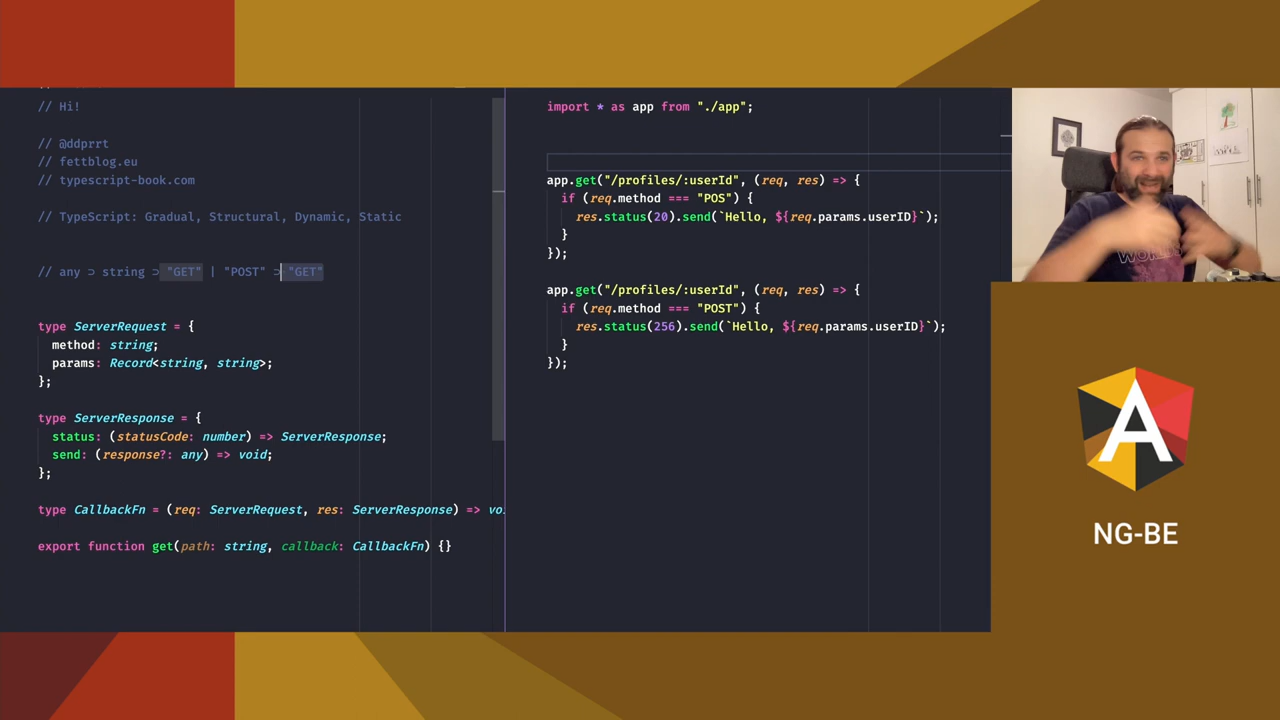 // Hi!
// @ddprrt
// fettblog.eu
// typescript-book.com
// TypeScript: Gradual, Structural, Dynamic, Static
// any ⊃ string ⊃ "GET" | "POST" ⊃ "GET"
type ServerRequest = {
method: string;
params: Record<string, string>;
};
type ServerResponse = {
status: (statusCode: number) => ServerResponse;
send: (response?: any) => void;
};
type CallbackFn = (req: ServerRequest, res: ServerResponse) => vo
export function get(path: string, callback: CallbackFn) {}
import * as app from "./app";
app.get("/profiles/:userId", (req, res) => {
if (req.method === "POS") {
res.status(20).send(`Hello, ${req.params.userID}`);
}
});
app.get("/profiles/:userId", (req, res) => {
if (req.method === "POST") {
res.status(256).send(`Hello, ${req.params.userID}`);
}
});
A
NG-BE